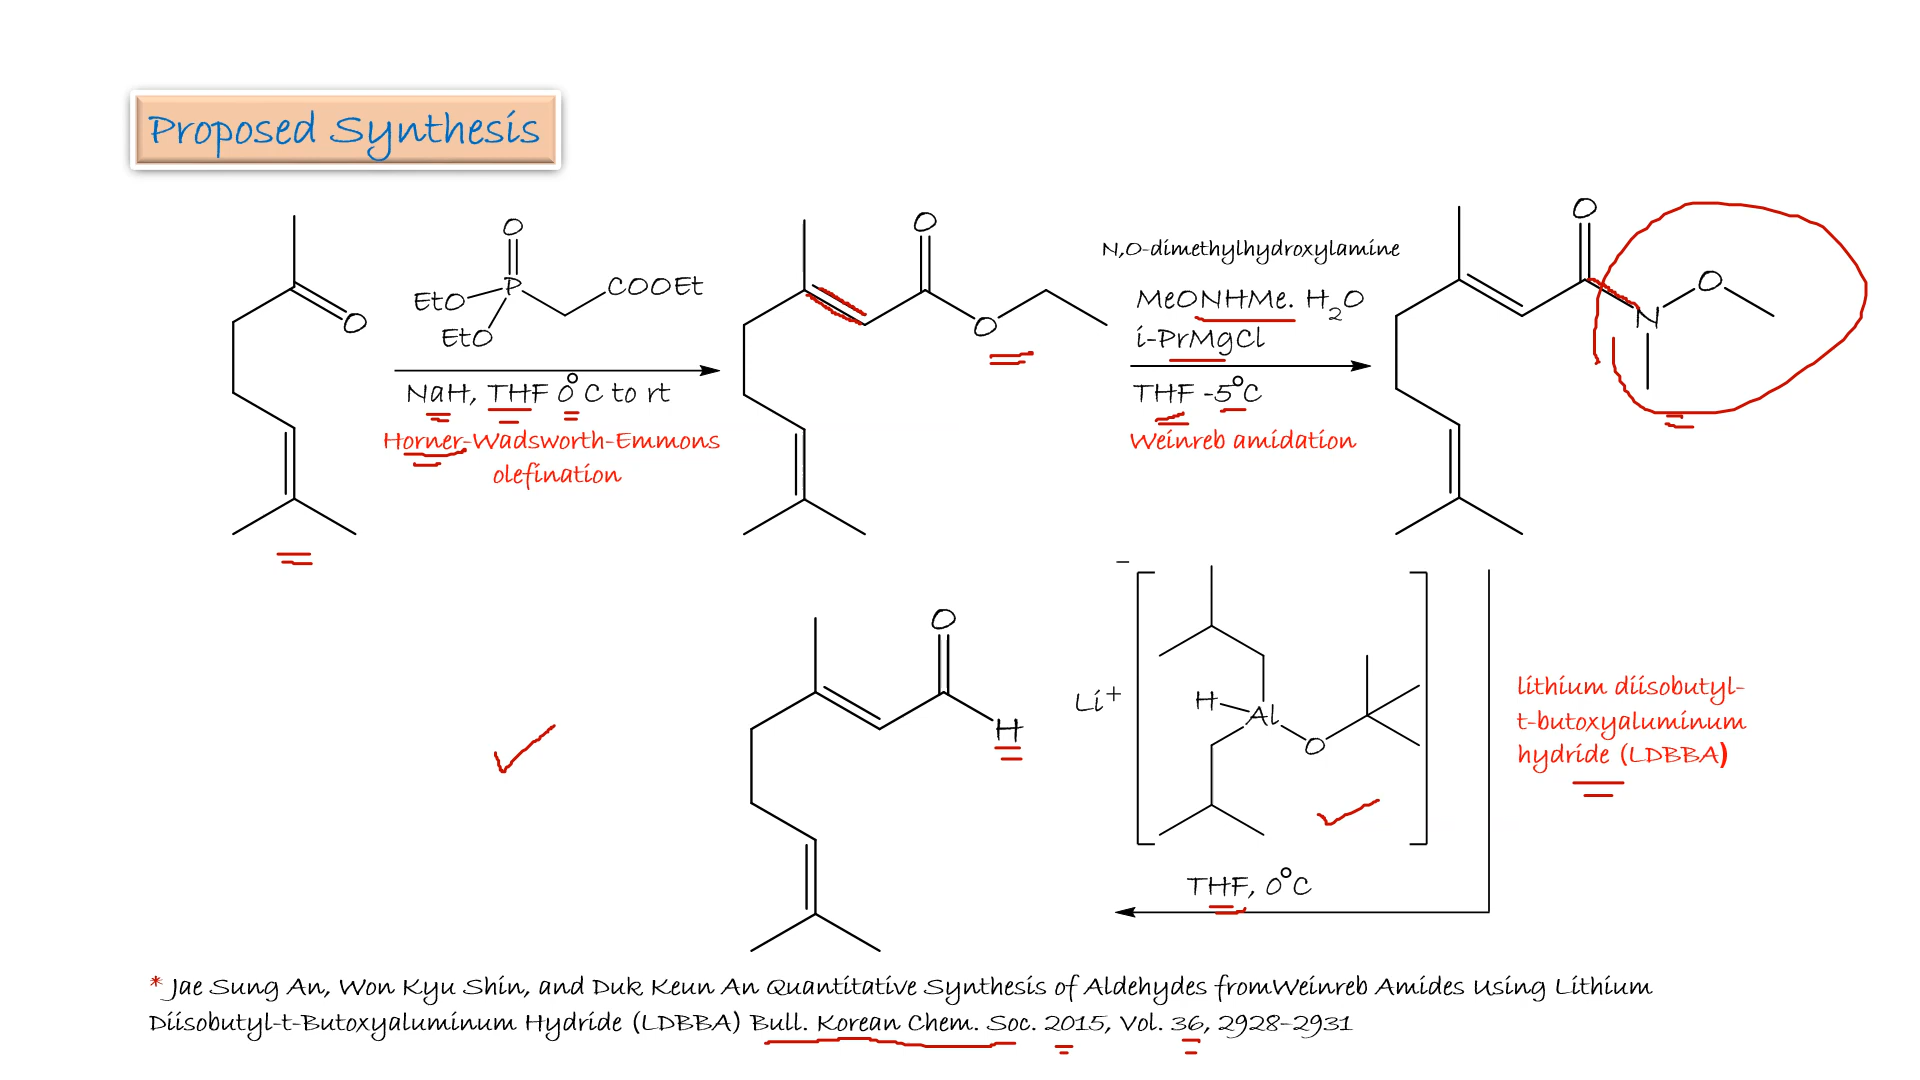 Proposed Synthesis
O
O
EtO
P
COOEt
EtO
NaH, THF 0°C to rt
Horner-Wadsworth-Emmons
olefination
O
O
N,O-dimethylhydroxylamine
MeONHMe. H2O
i-PrMgCl
THF -5°C
Weinreb amidation
O
N
O
O
H
Li+
−
H
Al
O
THF, 0°C
lithium diisobutyl-
t-butoxyaluminum
hydride (LDBBA)
* Jae Sung An, Won Kyu Shin, and Duk Keun An Quantitative Synthesis of Aldehydes fromWeinreb Amides Using Lithium
Diisobutyl-t-Butoxyaluminum Hydride (LDBBA) Bull. Korean Chem. Soc. 2015, Vol. 36, 2928-2931